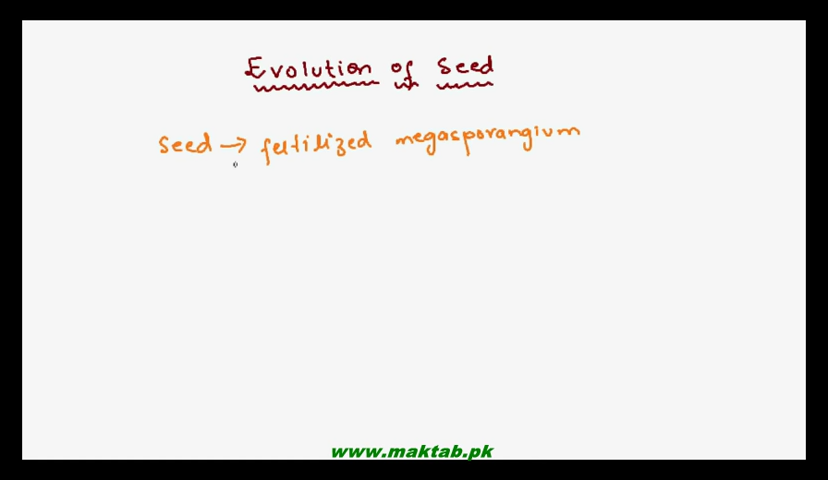 Evolution of Seed
Seed → fertilized megasporangium
www.maktab.pk